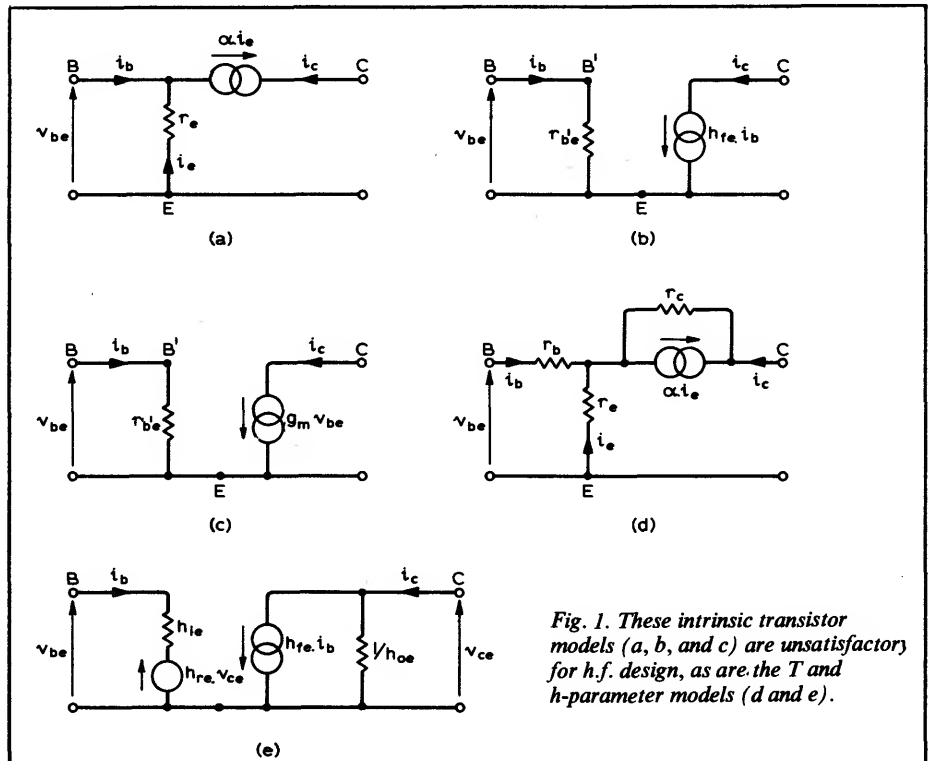 αi_e
B i_b i_c C
v_be r_e
i_e
E
(a)
B i_b B' i_c C
v_be r_b'e h_fe.i_b
E
(b)
B i_b B' i_c C
v_be r_b'e g_m v_be
E
(c)
r_c
B r_b C
i_b αi_e i_c
v_be r_e
i_e
E
(d)
B i_b i_c C
v_be h_ie h_fe.i_b 1/h_oe v_ce
h_re.v_ce
(e)
Fig. 1. These intrinsic transistor
models (a, b, and c) are unsatisfactory
for h.f. design, as are the T and
h-parameter models (d and e).